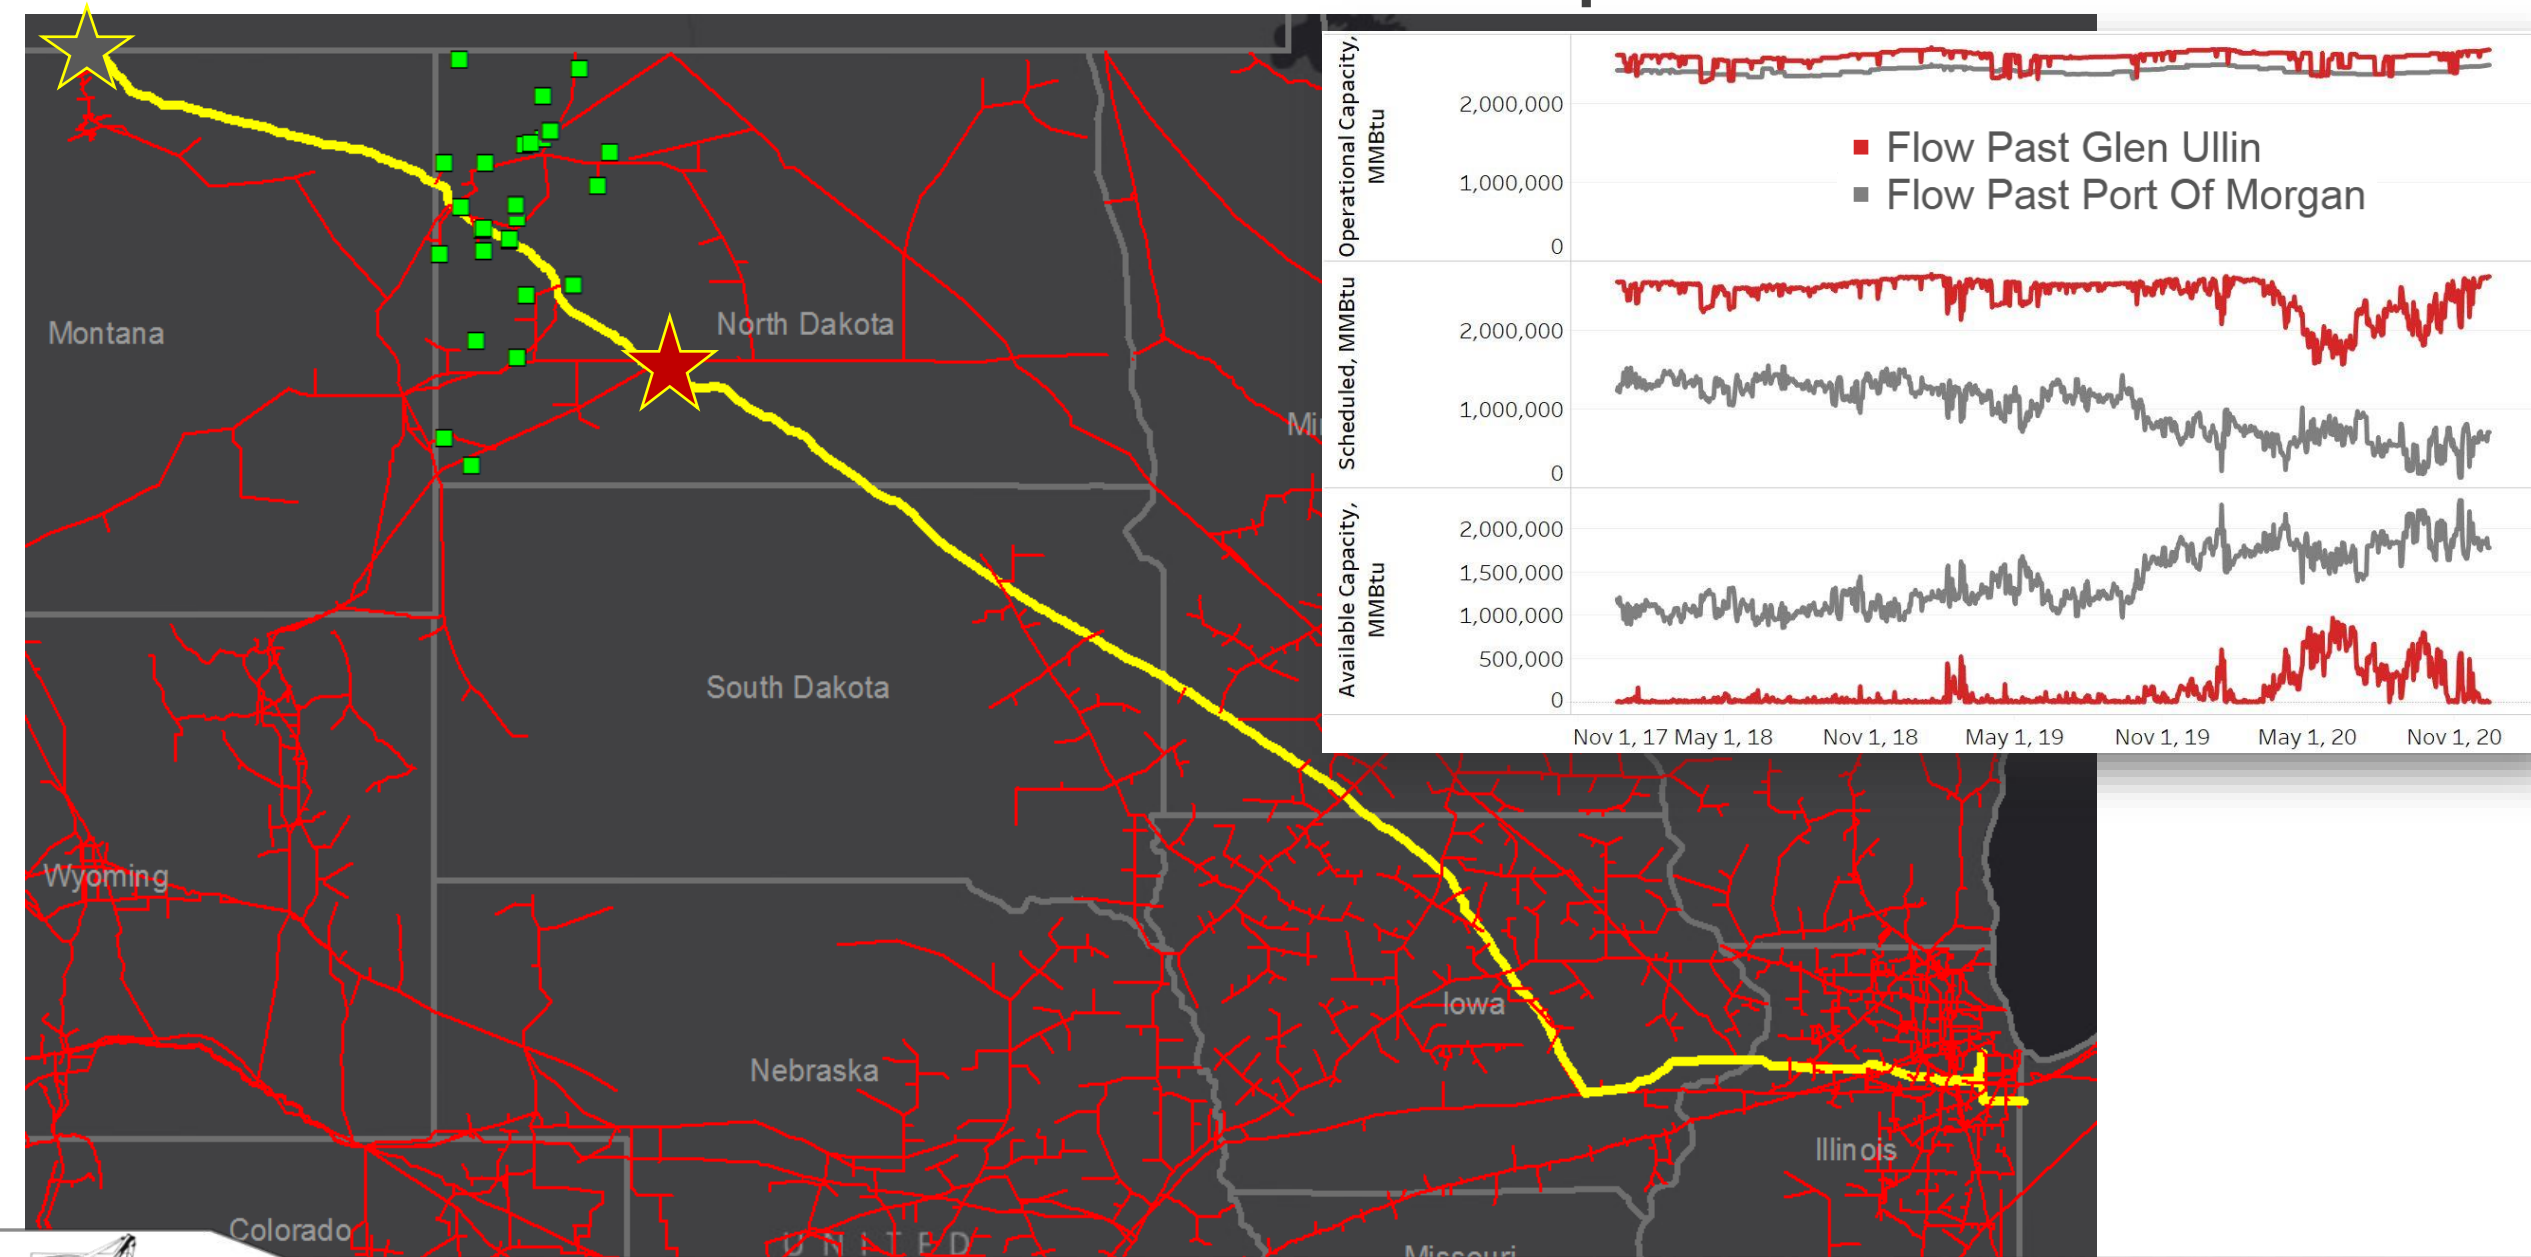 Montana
North Dakota
Mi
South Dakota
Wyoming
Nebraska
Iowa
Illinois
Colorado
UNITED
Missouri
Operational Capacity,
MMBtu
2,000,000
1,000,000
0
Flow Past Glen Ullin
Flow Past Port Of Morgan
Scheduled, MMBtu
2,000,000
1,000,000
0
Available Capacity,
MMBtu
2,000,000
1,500,000
1,000,000
500,000
0
Nov 1, 17 May 1, 18 Nov 1, 18 May 1, 19 Nov 1, 19 May 1, 20 Nov 1, 20